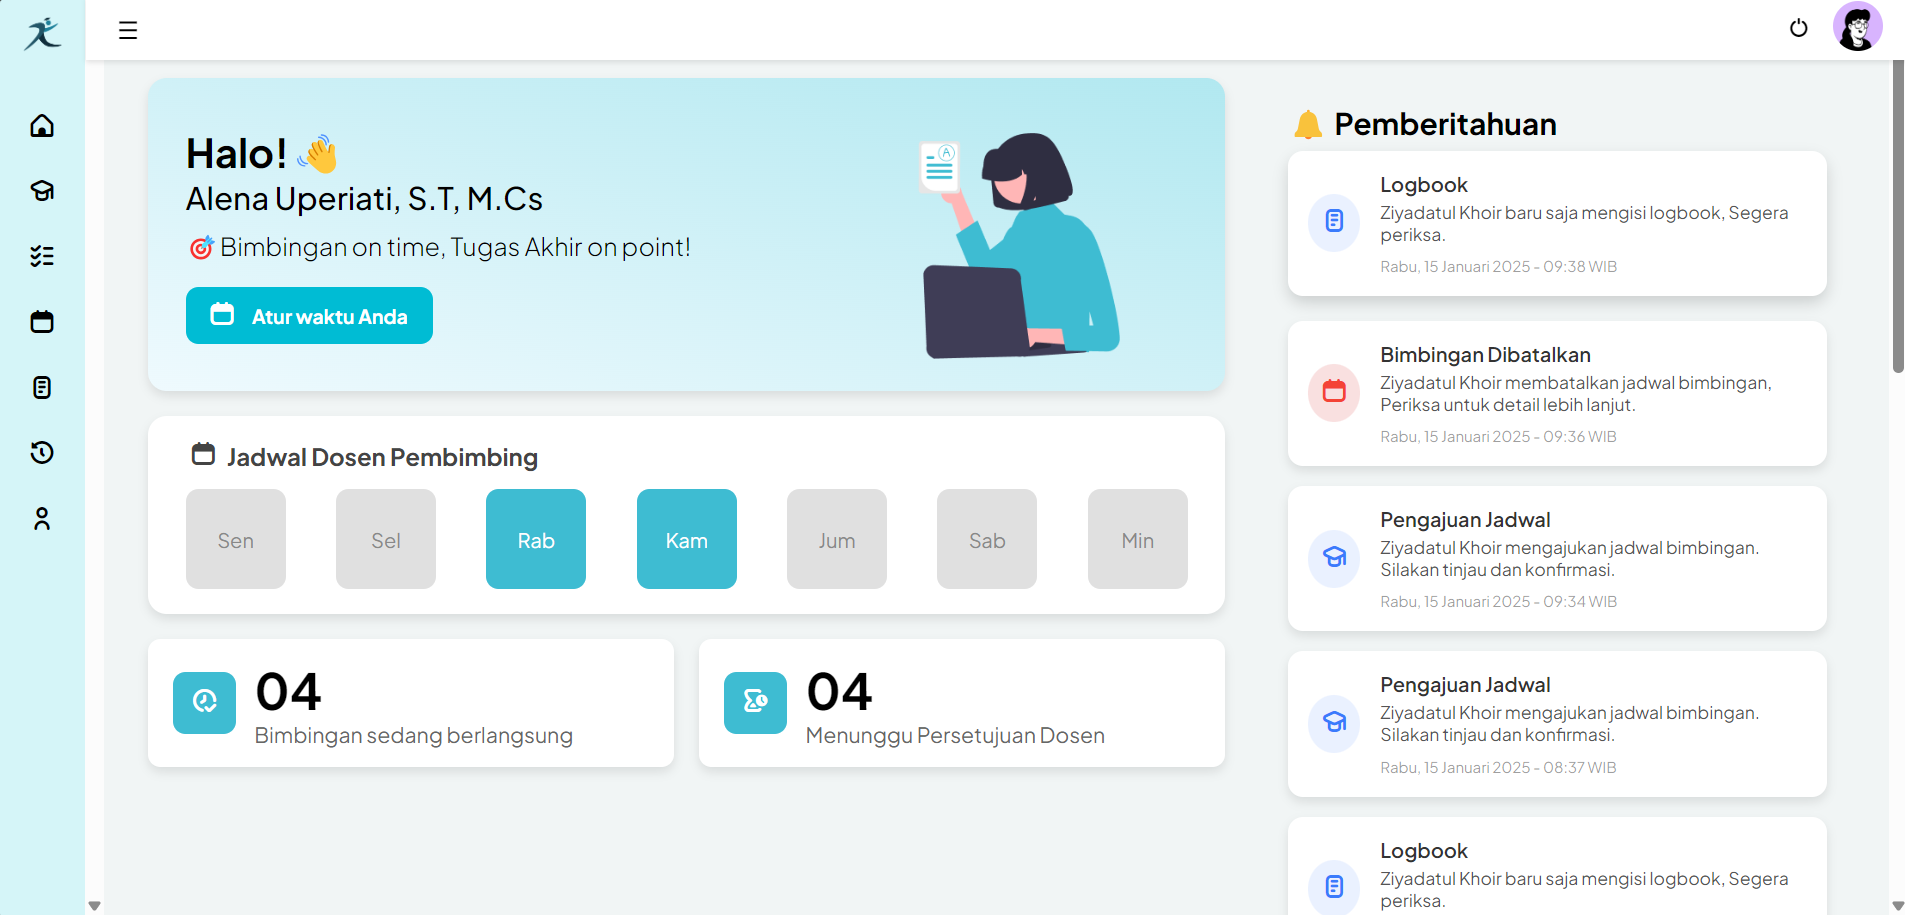 Halo! 👋
Alena Uperiati, S.T, M.Cs
🎯 Bimbingan on time, Tugas Akhir on point!
Atur waktu Anda
Jadwal Dosen Pembimbing
Sen
Sel
Rab
Kam
Jum
Sab
Min
04
Bimbingan sedang berlangsung
04
Menunggu Persetujuan Dosen
🔔 Pemberitahuan
Logbook
Ziyadatul Khoir baru saja mengisi logbook, Segera
periksa.
Rabu, 15 Januari 2025 - 09:38 WIB
Bimbingan Dibatalkan
Ziyadatul Khoir membatalkan jadwal bimbingan,
Periksa untuk detail lebih lanjut.
Rabu, 15 Januari 2025 - 09:36 WIB
Pengajuan Jadwal
Ziyadatul Khoir mengajukan jadwal bimbingan.
Silakan tinjau dan konfirmasi.
Rabu, 15 Januari 2025 - 09:34 WIB
Pengajuan Jadwal
Ziyadatul Khoir mengajukan jadwal bimbingan.
Silakan tinjau dan konfirmasi.
Rabu, 15 Januari 2025 - 08:37 WIB
Logbook
Ziyadatul Khoir baru saja mengisi logbook, Segera
periksa.